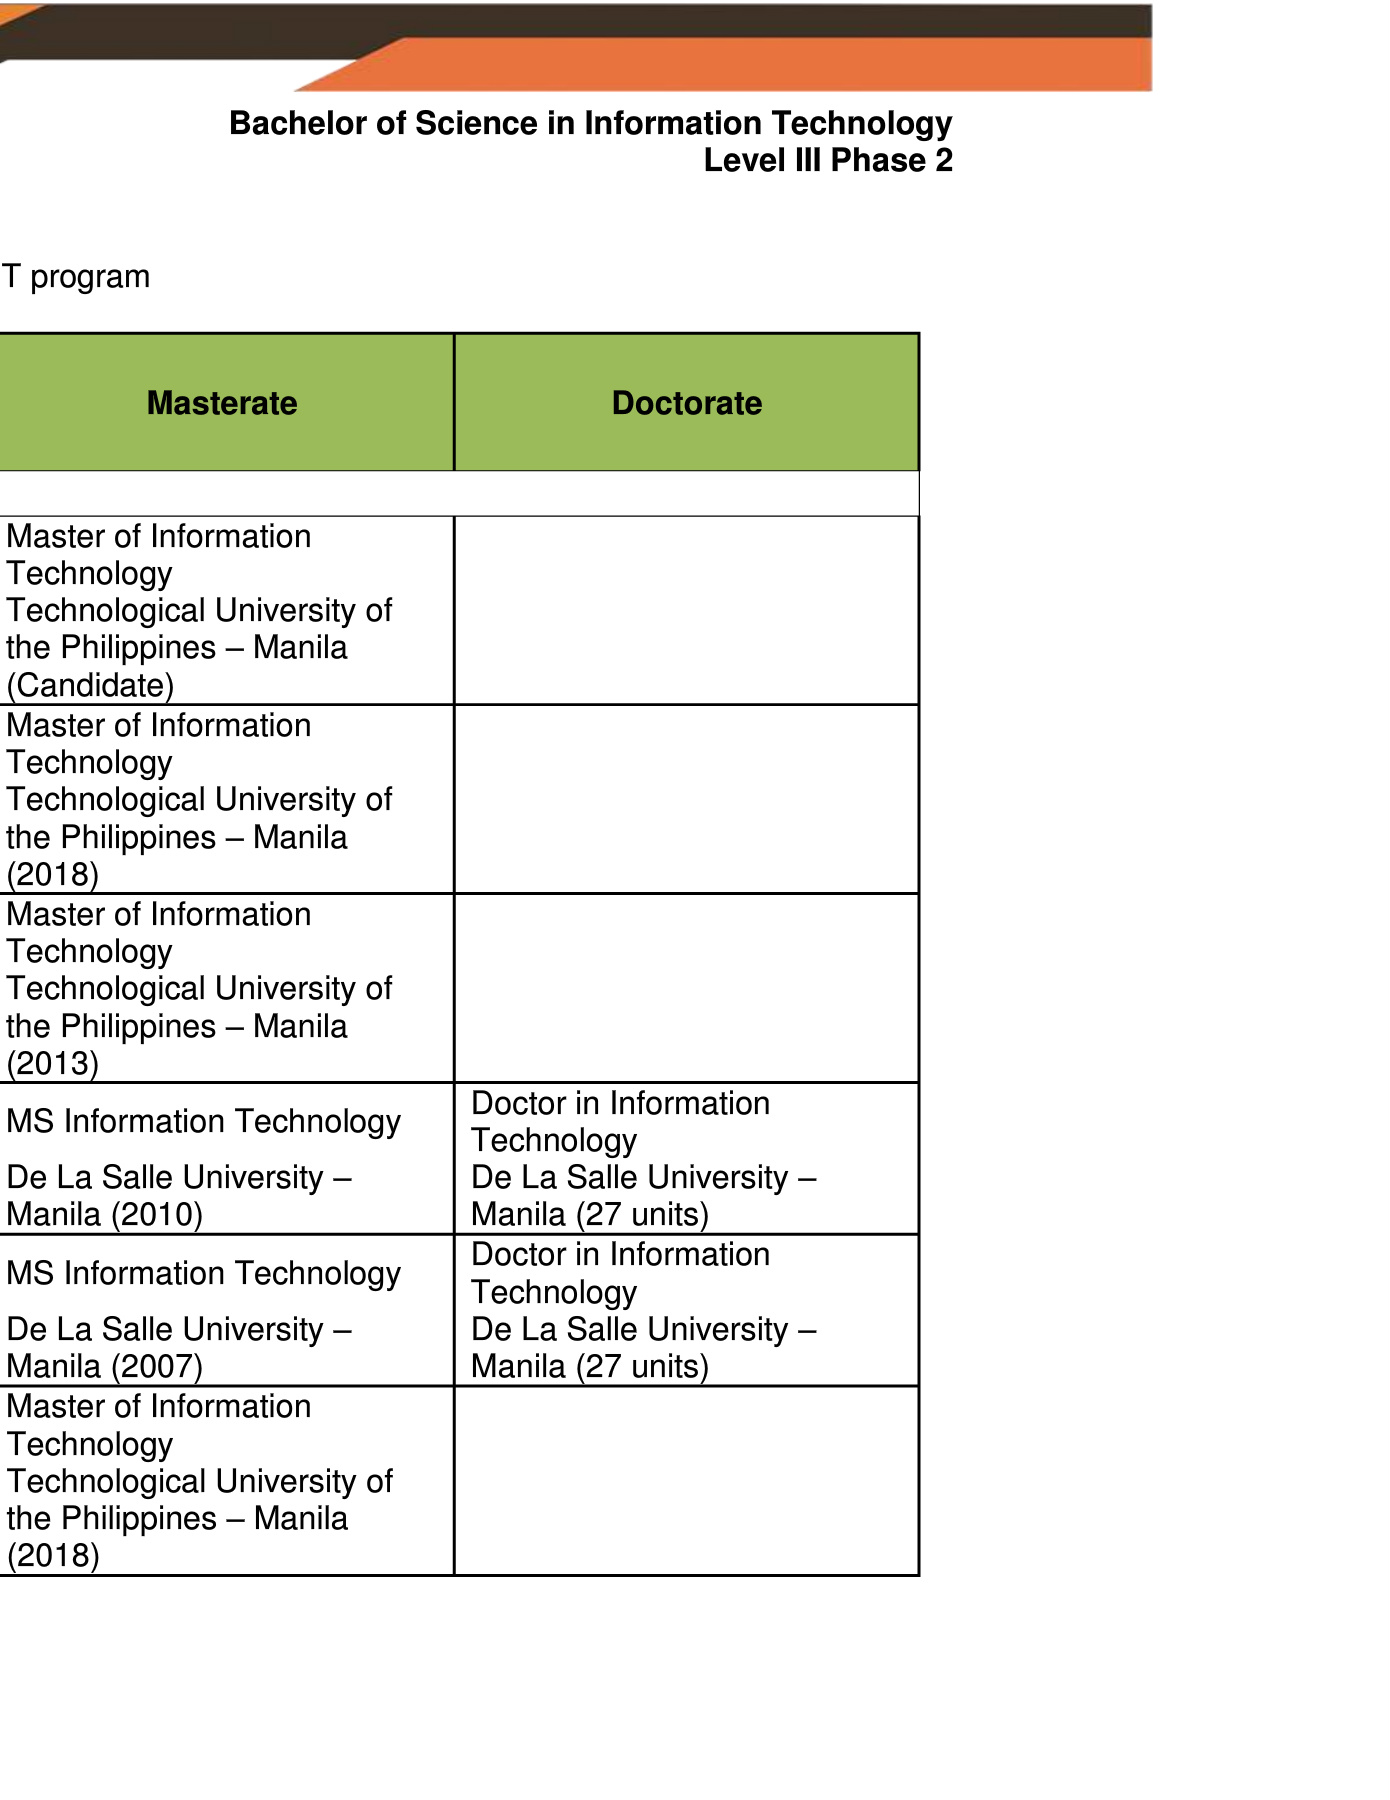 Bachelor of Science in Information Technology
Level III Phase 2
T program
Masterate
Doctorate
Master of Information
Technology
Technological University of
the Philippines – Manila
(Candidate)
Master of Information
Technology
Technological University of
the Philippines – Manila
(2018)
Master of Information
Technology
Technological University of
the Philippines – Manila
(2013)
MS Information Technology
De La Salle University –
Manila (2010)
Doctor in Information
Technology
De La Salle University –
Manila (27 units)
MS Information Technology
De La Salle University –
Manila (2007)
Doctor in Information
Technology
De La Salle University –
Manila (27 units)
Master of Information
Technology
Technological University of
the Philippines – Manila
(2018)